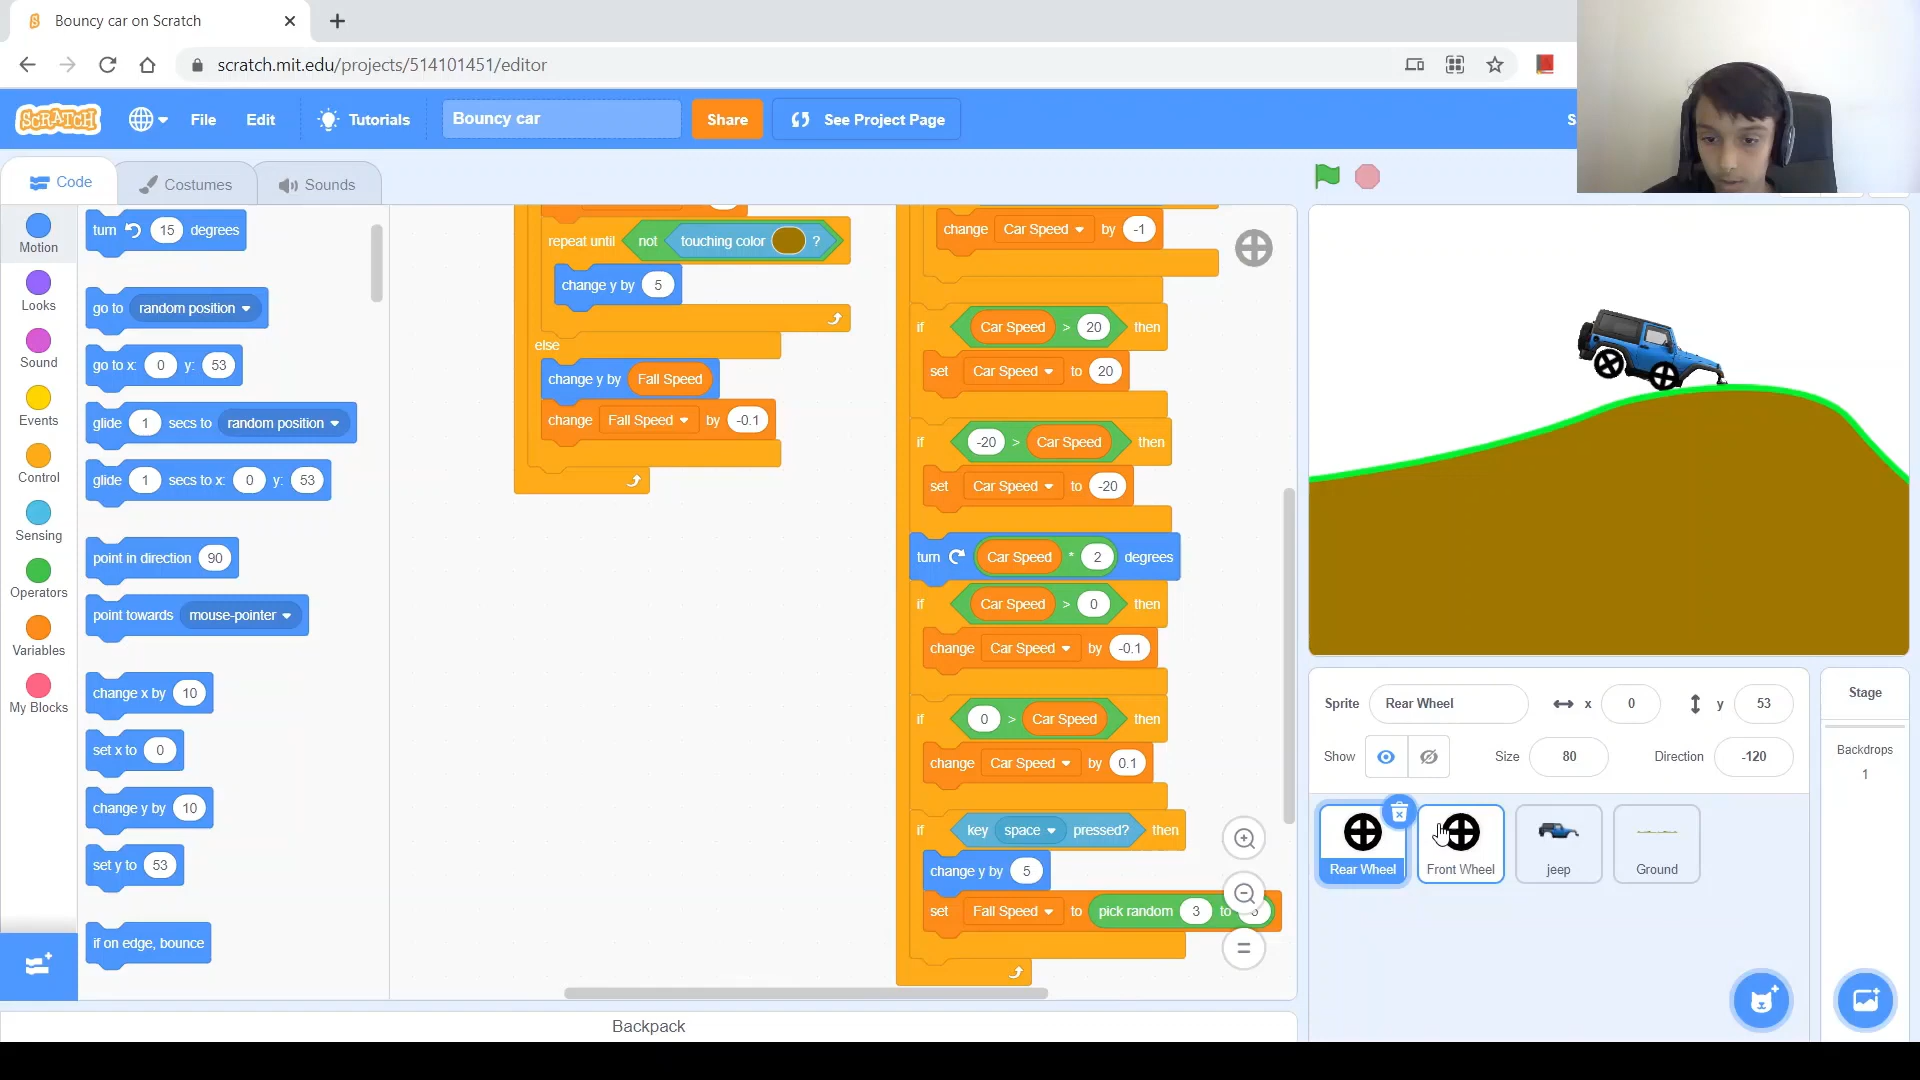 Bouncy car on Scratch
scratch.mit.edu/projects/514101451/editor
SCRATCH
File Edit Tutorials Bouncy car Share See Project Page S
Code Costumes Sounds
Motion
Looks
Sound
Events
Control
Sensing
Operators
Variables
My Blocks
turn 15 degrees
go to random position
go to x: 0 y: 53
glide 1 secs to random position
glide 1 secs to x: 0 y: 53
point in direction 90
point towards mouse-pointer
change x by 10
set x to 0
change y by 10
set y to 53
if on edge, bounce
repeat until not touching color ?
change y by 5
else
change y by Fall Speed
change Fall Speed by -0.1
change Car Speed by -1
if Car Speed > 20 then
set Car Speed to 20
if -20 > Car Speed then
set Car Speed to -20
turn Car Speed * 2 degrees
if Car Speed > 0 then
change Car Speed by -0.1
if 0 > Car Speed then
change Car Speed by 0.1
if key space pressed? then
change y by 5
set Fall Speed to pick random 3 to
Backpack
Sprite Rear Wheel x 0 y 53
Show Size 80 Direction -120
Rear Wheel Front Wheel jeep Ground
Stage
Backdrops
1